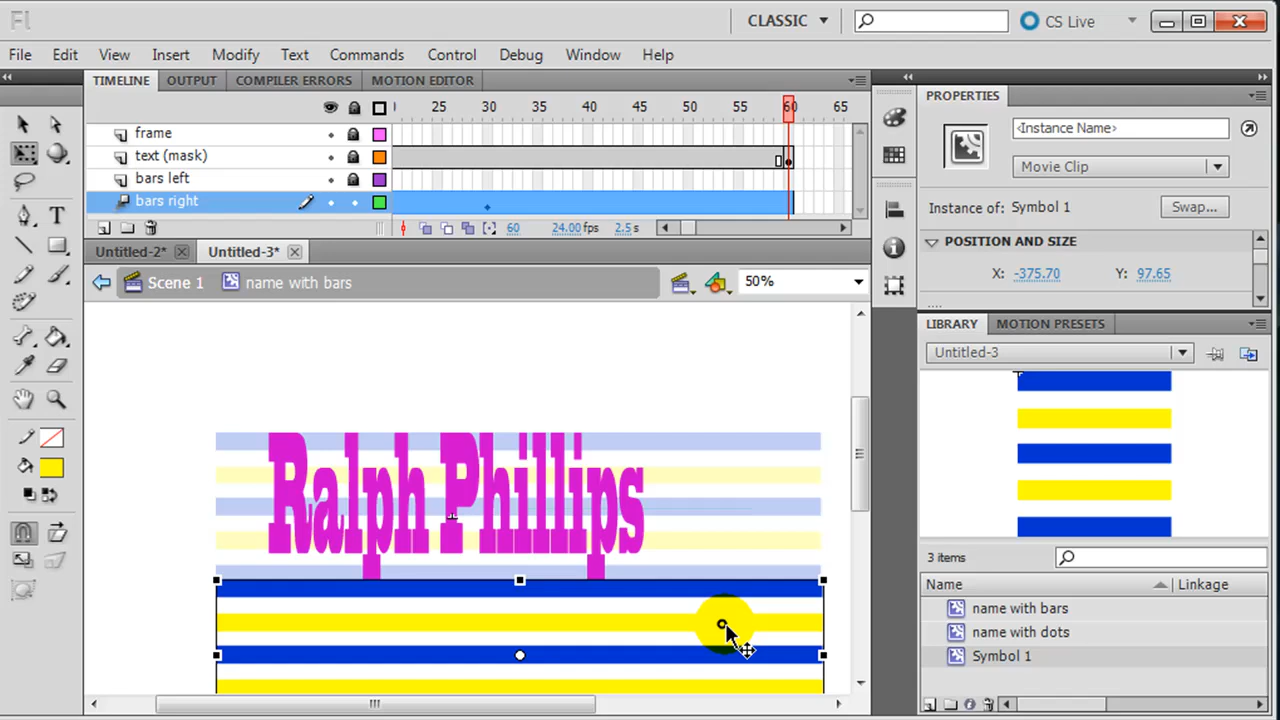 Fl CLASSIC CS Live
File Edit View Insert Modify Text Commands Control Debug Window Help
TIMELINE OUTPUT COMPILER ERRORS MOTION EDITOR
25 30 35 40 45 50 55 60 65
frame
text (mask)
bars left
bars right
60 24.00 fps 2.5 s
Untitled-2* Untitled-3*
Scene 1 name with bars 50%
Ralph Phillips
PROPERTIES
<Instance Name>
Movie Clip
Instance of: Symbol 1 Swap...
POSITION AND SIZE
X: -375.70 Y: 97.65
LIBRARY MOTION PRESETS
Untitled-3
3 items
Name Linkage
name with bars
name with dots
Symbol 1